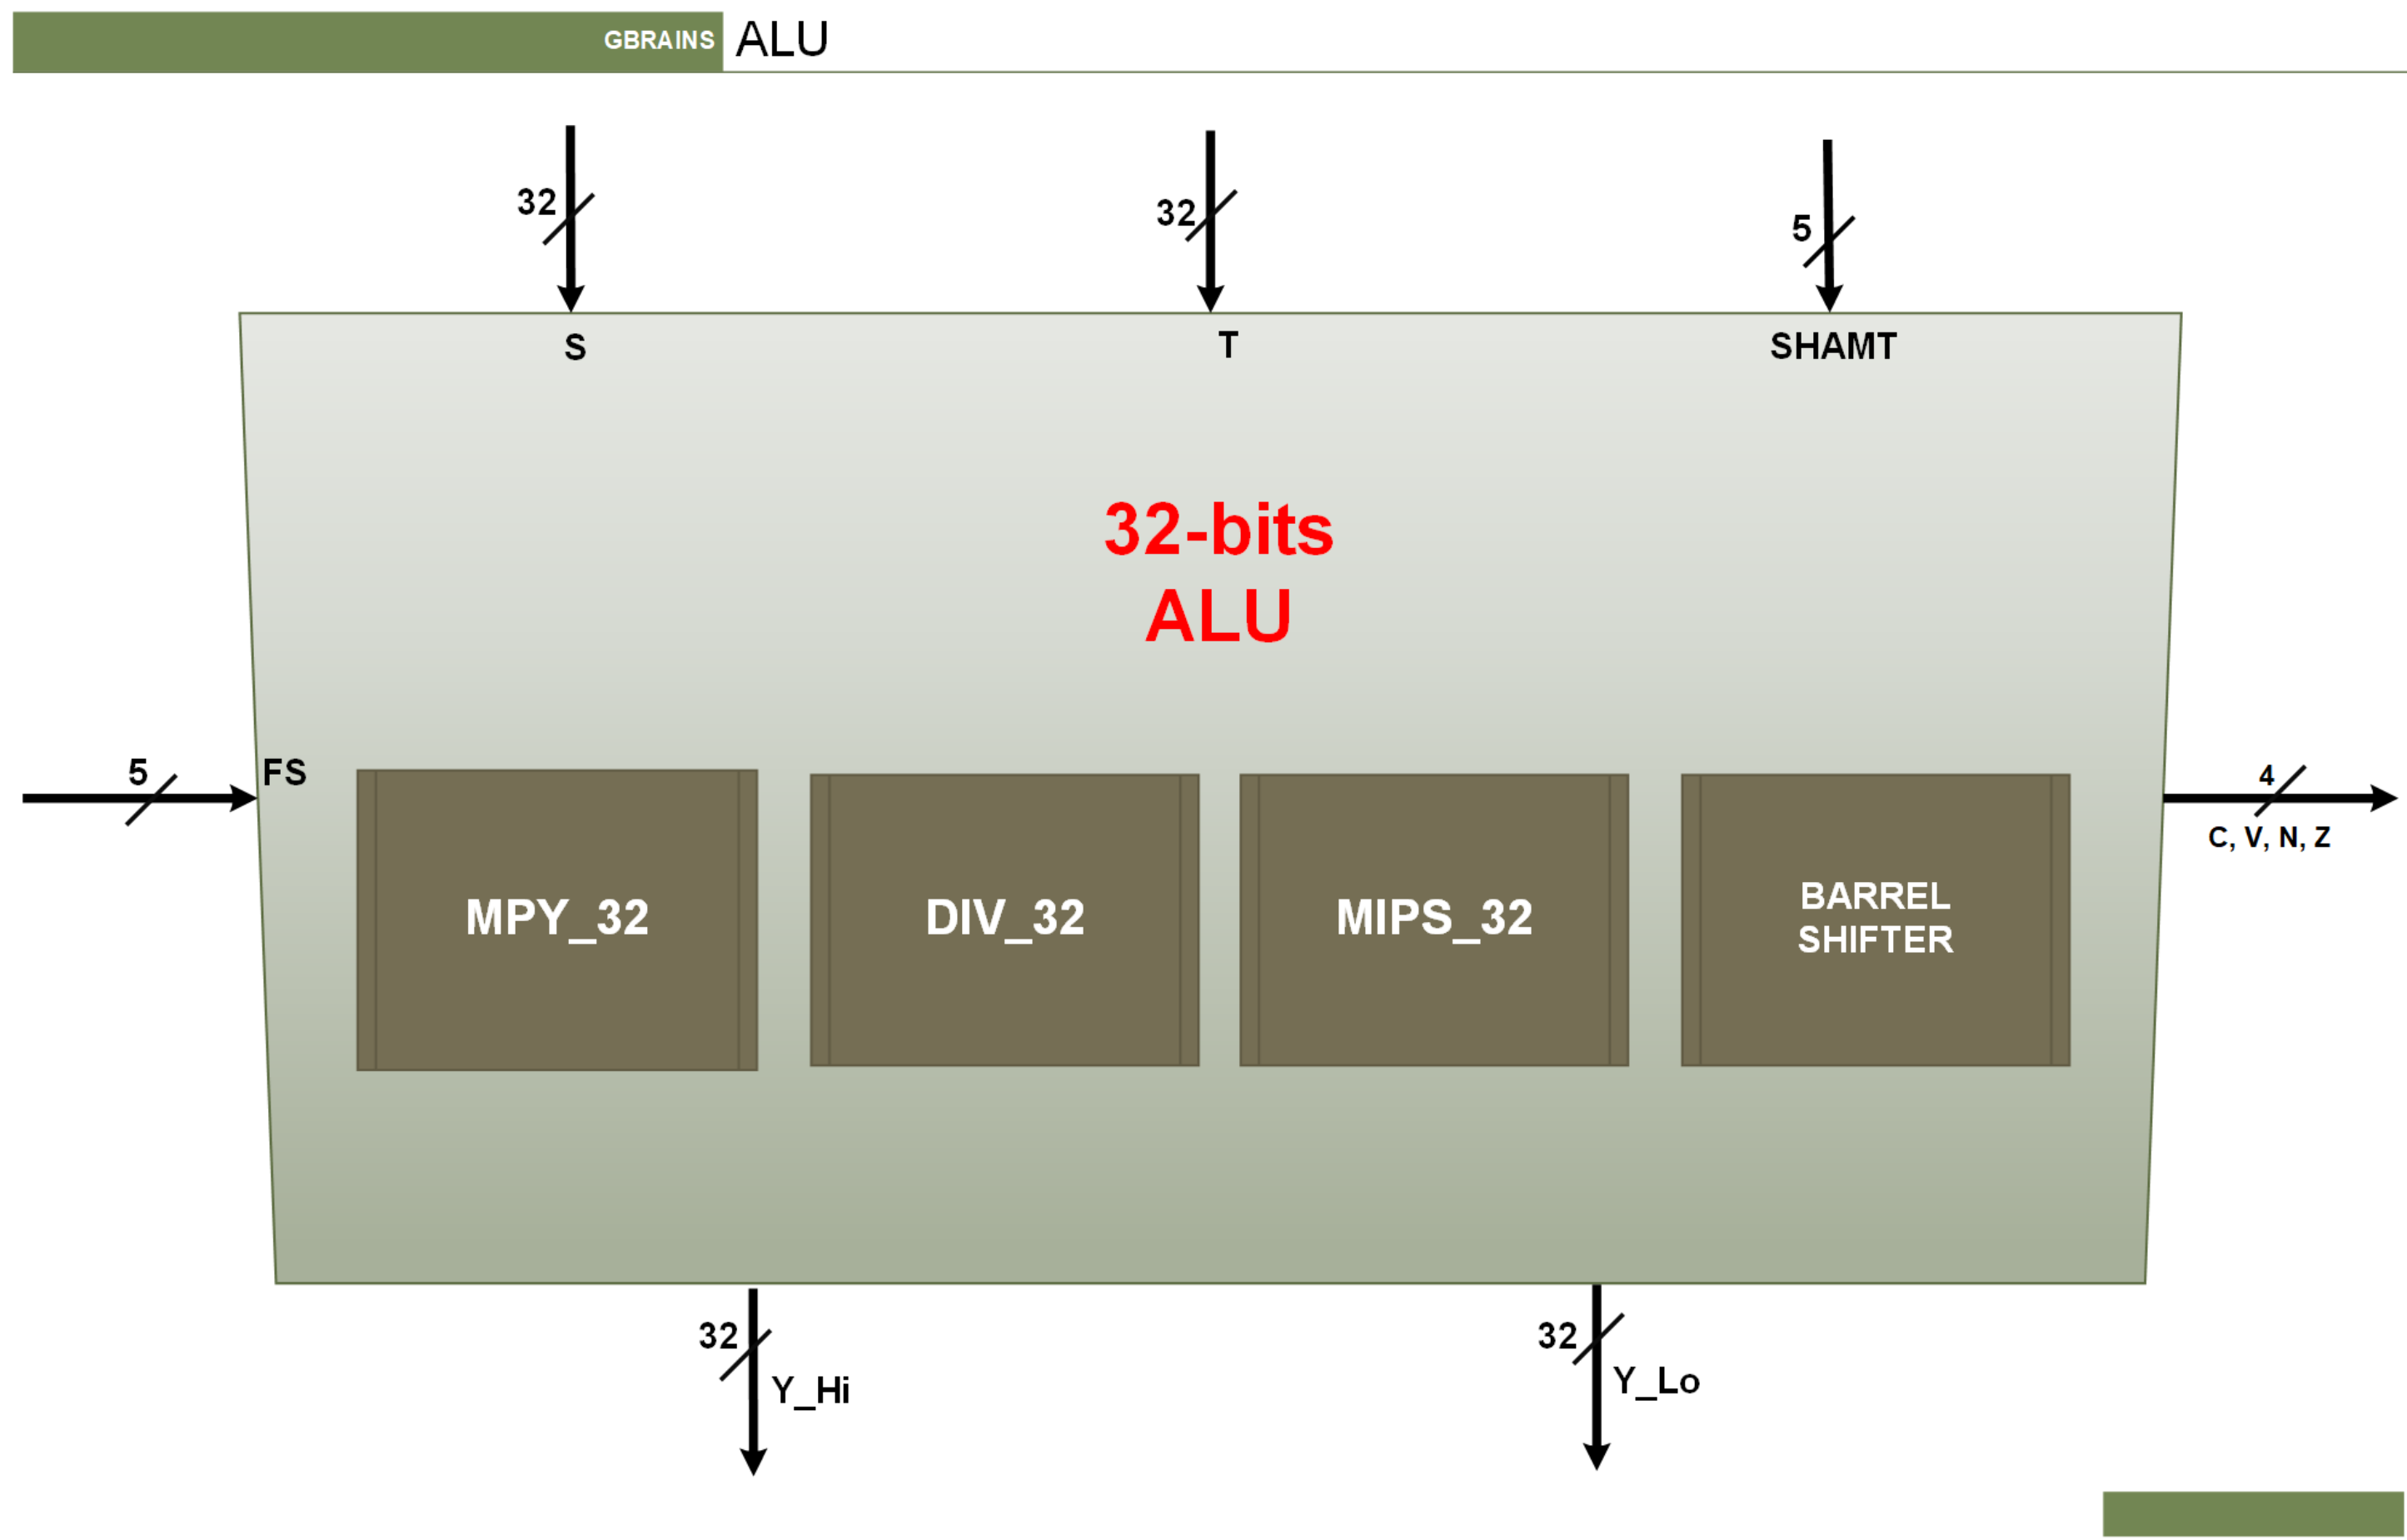 GBRAINS ALU
32
32
5
S
T
SHAMT
32-bits
ALU
5
FS
4
C, V, N, Z
MPY_32
DIV_32
MIPS_32
BARREL
SHIFTER
32
Y_Hi
32
Y_Lo